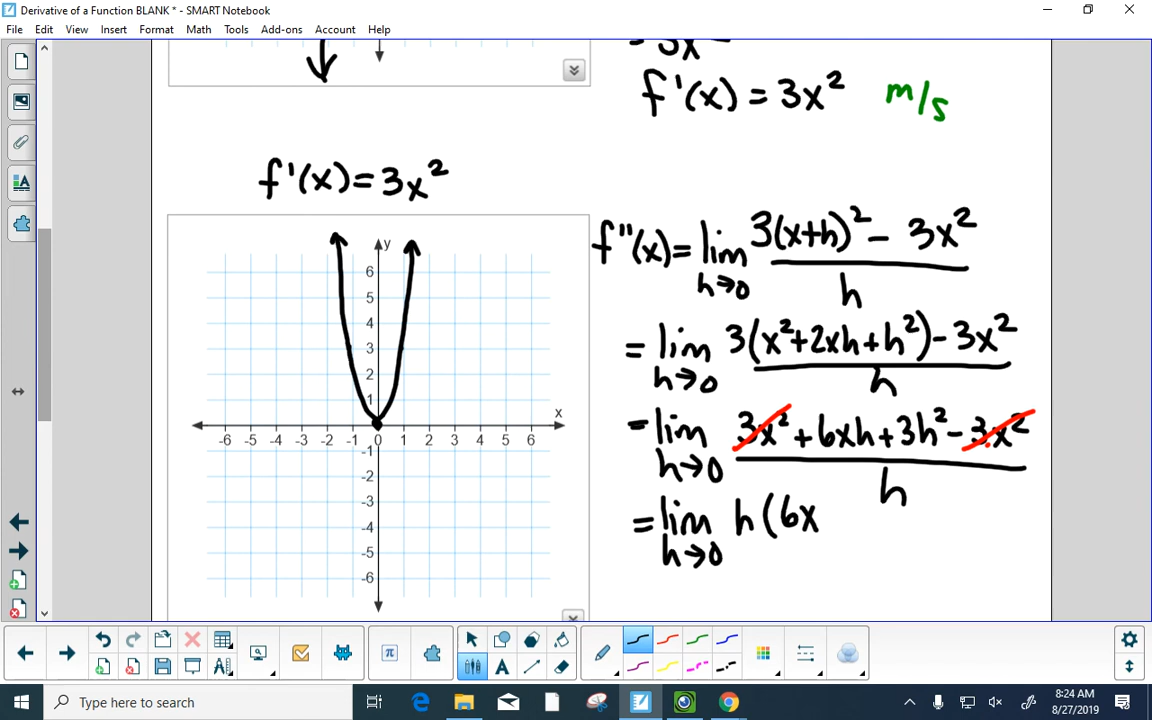 Derivative of a Function BLANK * - SMART Notebook
File Edit View Insert Format Math Tools Add-ons Account Help
= 3x²
f'(x) = 3x² m/s
f'(x) = 3x²
y
6
5
4
3
2
1
x
-6 -5 -4 -3 -2 -1 0 1 2 3 4 5 6
-1
-2
-3
-4
-5
-6
f"(x) = lim 3(x+h)² - 3x²
h→0 h
= lim 3(x²+2xh+h²)-3x²
h→0 h
= lim 3x² + 6xh + 3h² - 3x²
h→0 h
= lim h(6x
h→0
π
A
Type here to search
8:24 AM
8/27/2019